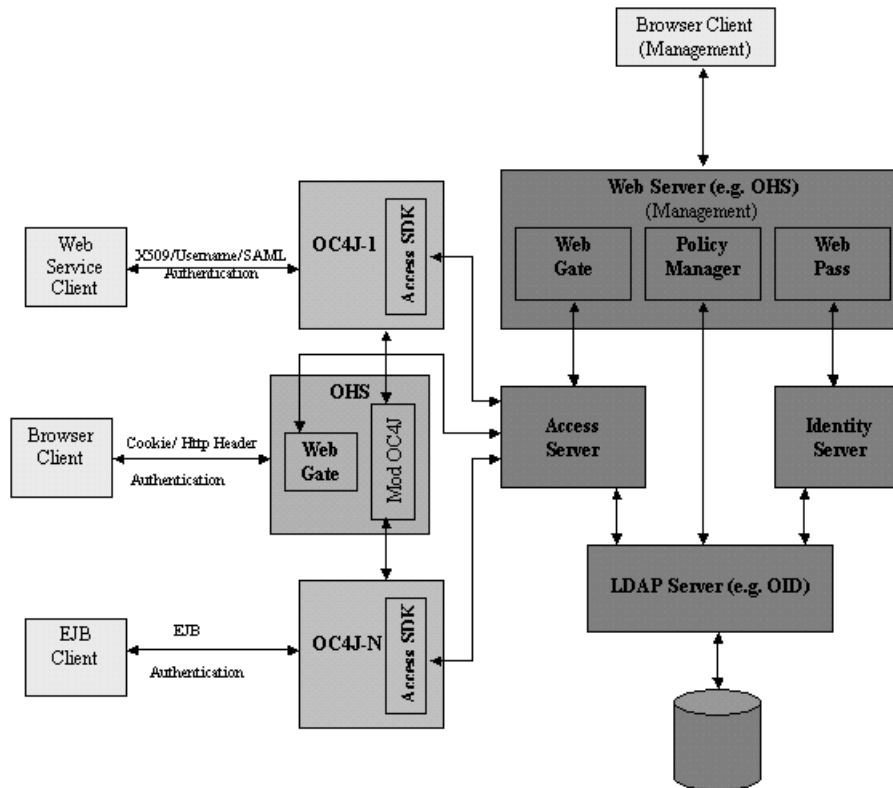 Browser Client
(Management)
Web Server (e.g. OHS)
(Management)
Web
Gate
Policy
Manager
Web
Pass
OC4J-1
Access SDK
Web
Service
Client
X509/Username/SAML
Authentication
OHS
Web
Gate
Mod OC4J
Browser
Client
Cookie/ Http Header
Authentication
Access
Server
Identity
Server
LDAP Server (e.g. OID)
OC4J-N
Access SDK
EJB
Client
EJB
Authentication